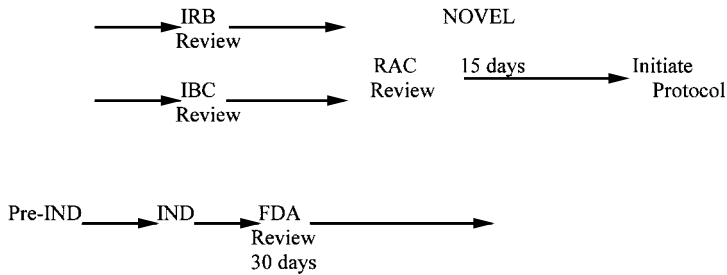 IRB
Review
NOVEL
RAC
Review
15 days
Initiate
Protocol
IBC
Review
Pre-IND
IND
FDA
Review
30 days